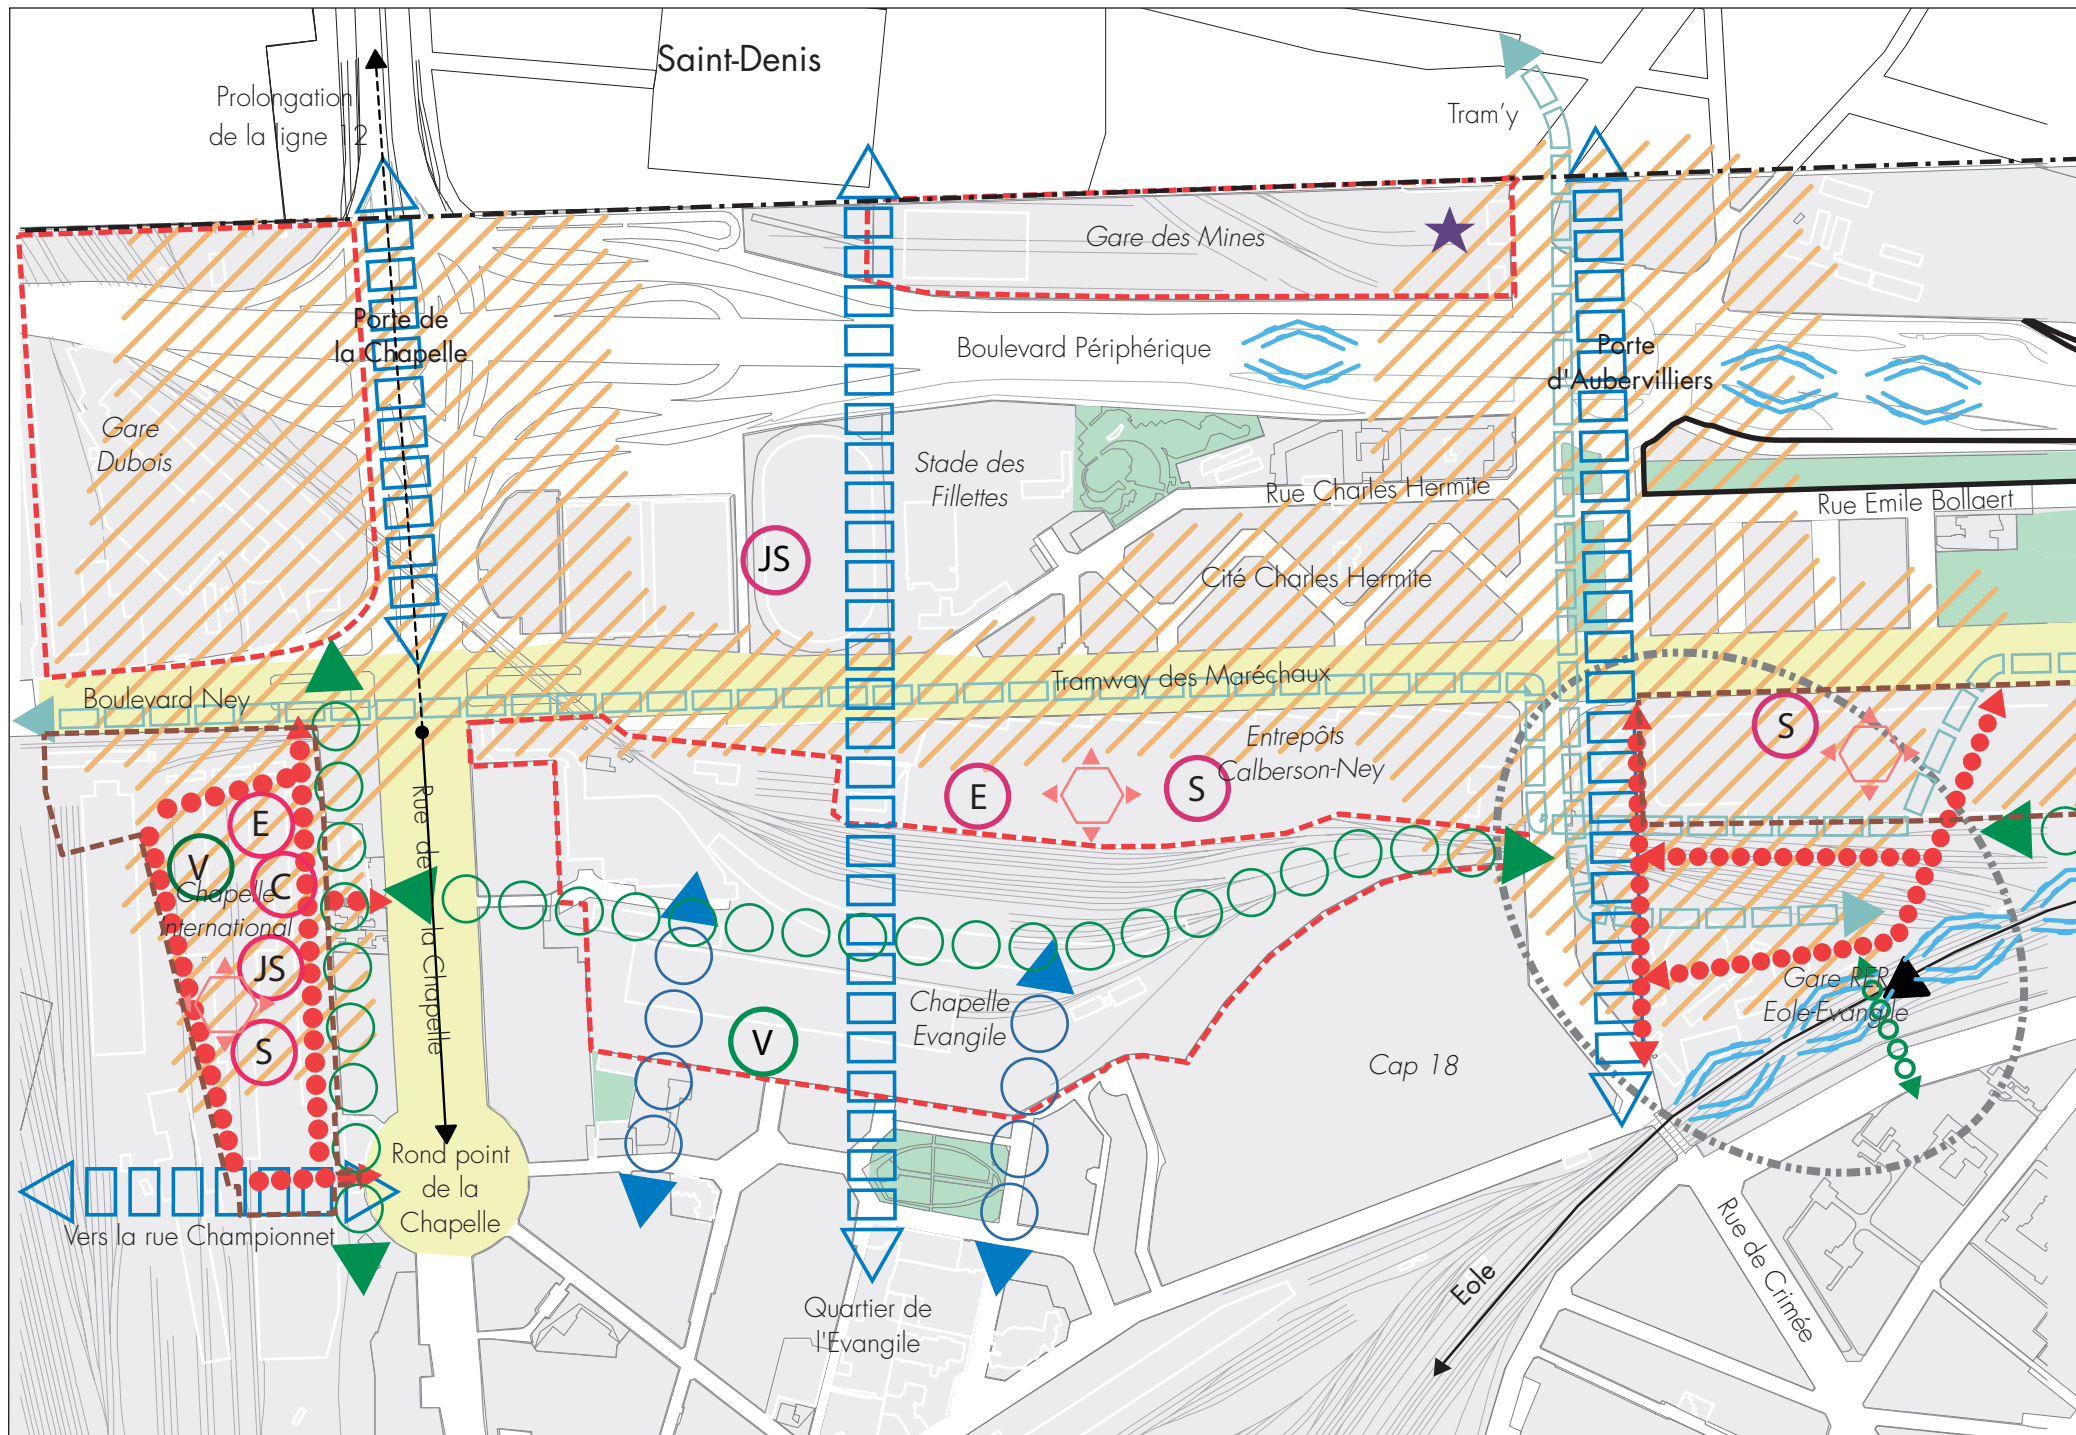 Saint-Denis
Prolongation
de la ligne 12
Tram'y
Gare des Mines
Porte de
la Chapelle
Boulevard Périphérique
Porte
d'Aubervilliers
Gare
Dubois
Stade des
Fillettes
Rue Charles Hermite
Rue Emile Bollaert
JS
Cité Charles Hermite
Boulevard Ney
Tramway des Maréchaux
S
Entrepôts
Calberson-Ney
E
S
Rue de la Chapelle
E
V
C
Chapelle
International
JS
S
Gare RER
Eole-Evangile
Chapelle
Evangile
V
Cap 18
Rond point
de la
Chapelle
Vers la rue Championnet
Rue de Crimée
Eole
Quartier de
l'Evangile